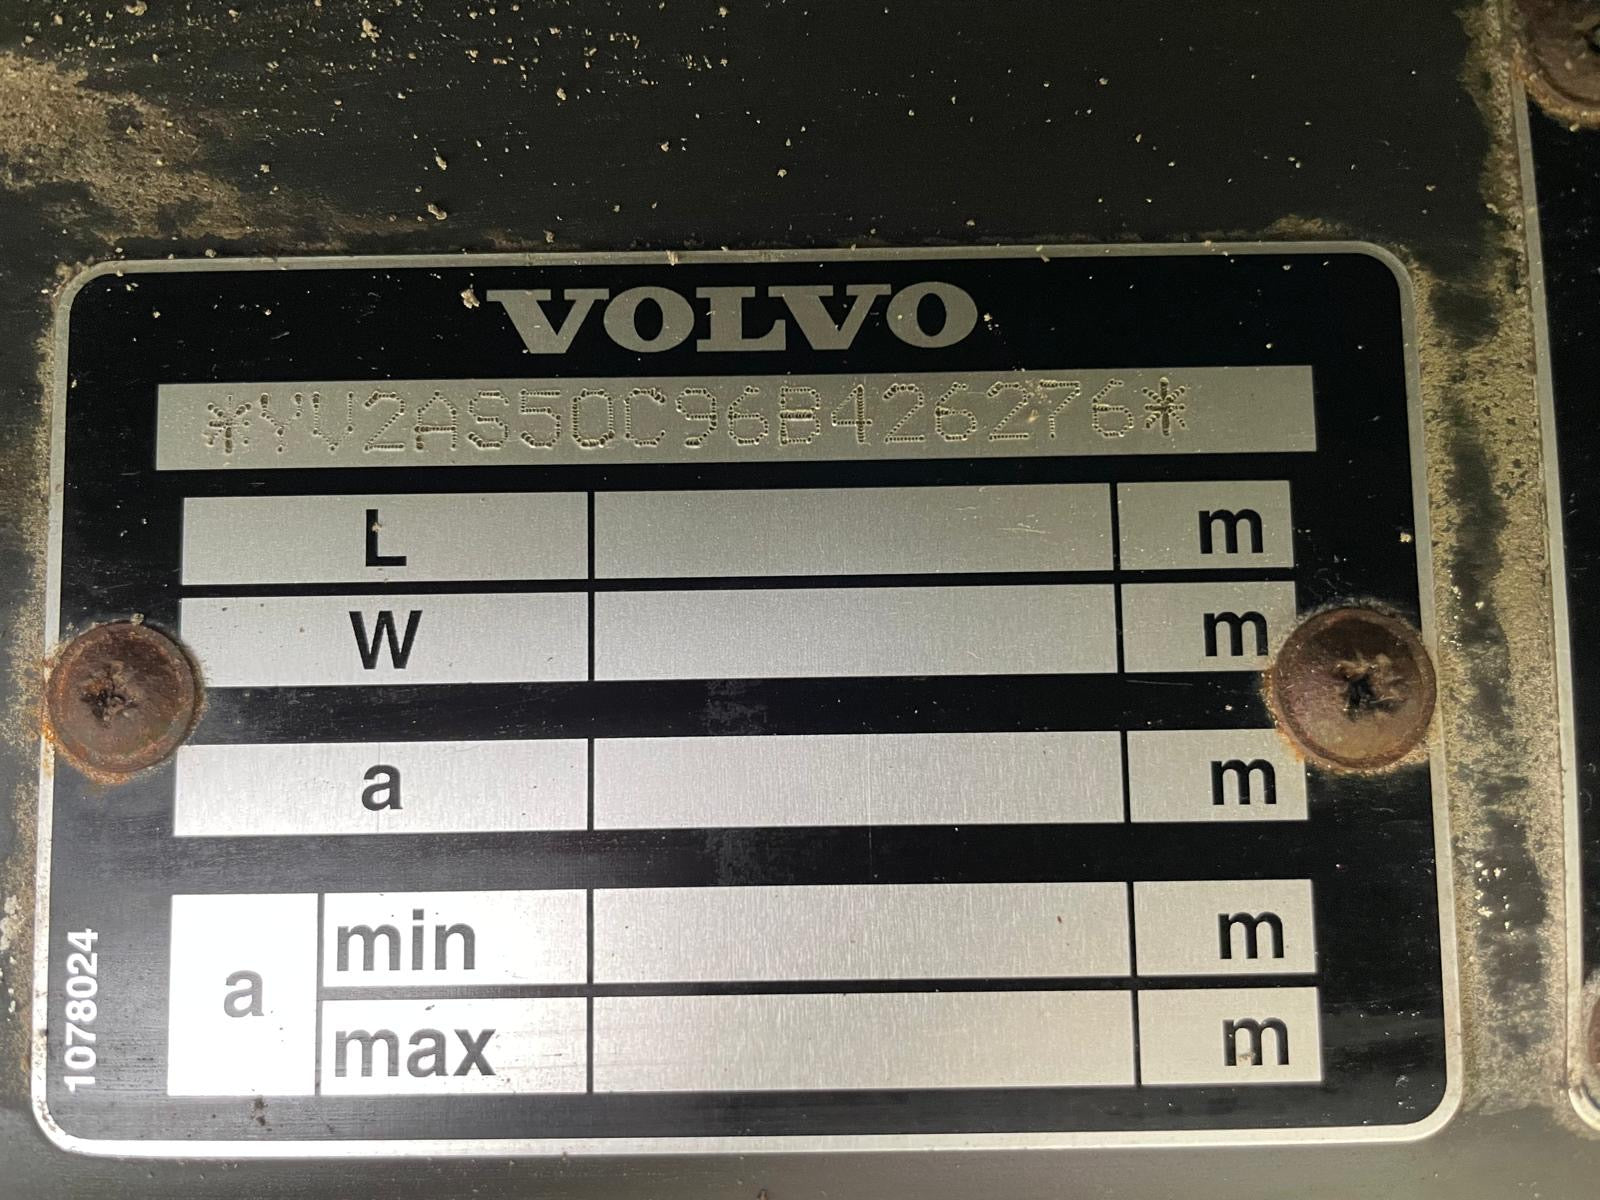 VOLVO
*YV2AS50C96B426276*
L m
W m
a m
a min m
max m
1078024